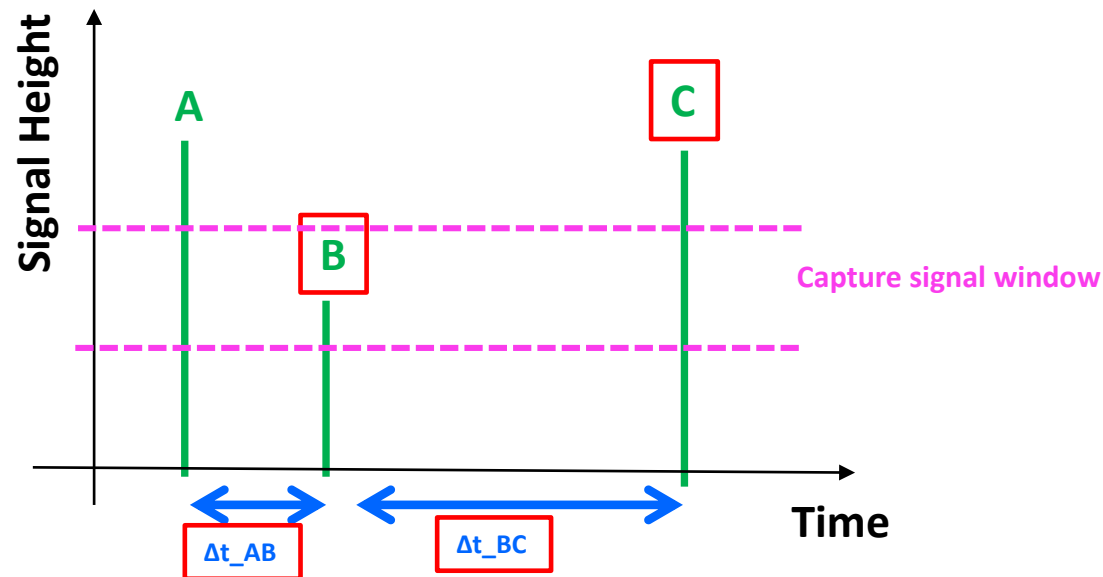 Signal Height
A
B
C
Capture signal window
Δt_AB
Δt_BC
Time